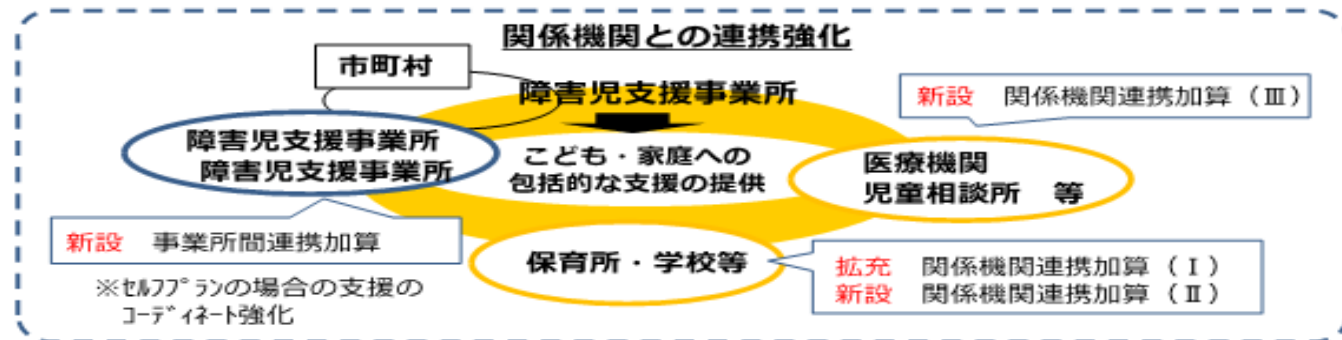 関係機関との連携強化
市町村
障害児支援事業所
新設 関係機関連携加算（Ⅲ）
障害児支援事業所
障害児支援事業所
こども・家庭への
包括的な支援の提供
医療機関
児童相談所 等
新設 事業所間連携加算
※ｾﾙﾌﾌﾟﾗﾝの場合の支援の
ｺｰﾃﾞｨﾈｰﾄ強化
保育所・学校等
拡充 関係機関連携加算（Ⅰ）
新設 関係機関連携加算（Ⅱ）